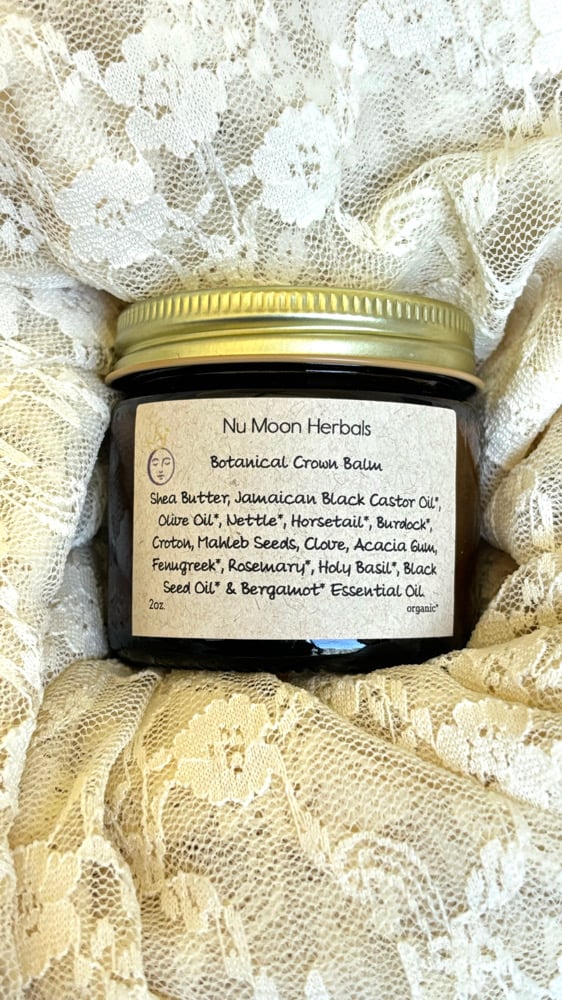 Nu Moon Herbals
Botanical Crown Balm
Shea Butter, Jamaican Black Castor Oil*,
Olive Oil*, Nettle*, Horsetail*, Burdock*,
Croton, Mahleb Seeds, Clove, Acacia Gum,
Fenugreek*, Rosemary*, Holy Basil*, Black
Seed Oil* & Bergamot* Essential Oil.
2oz.
organic*